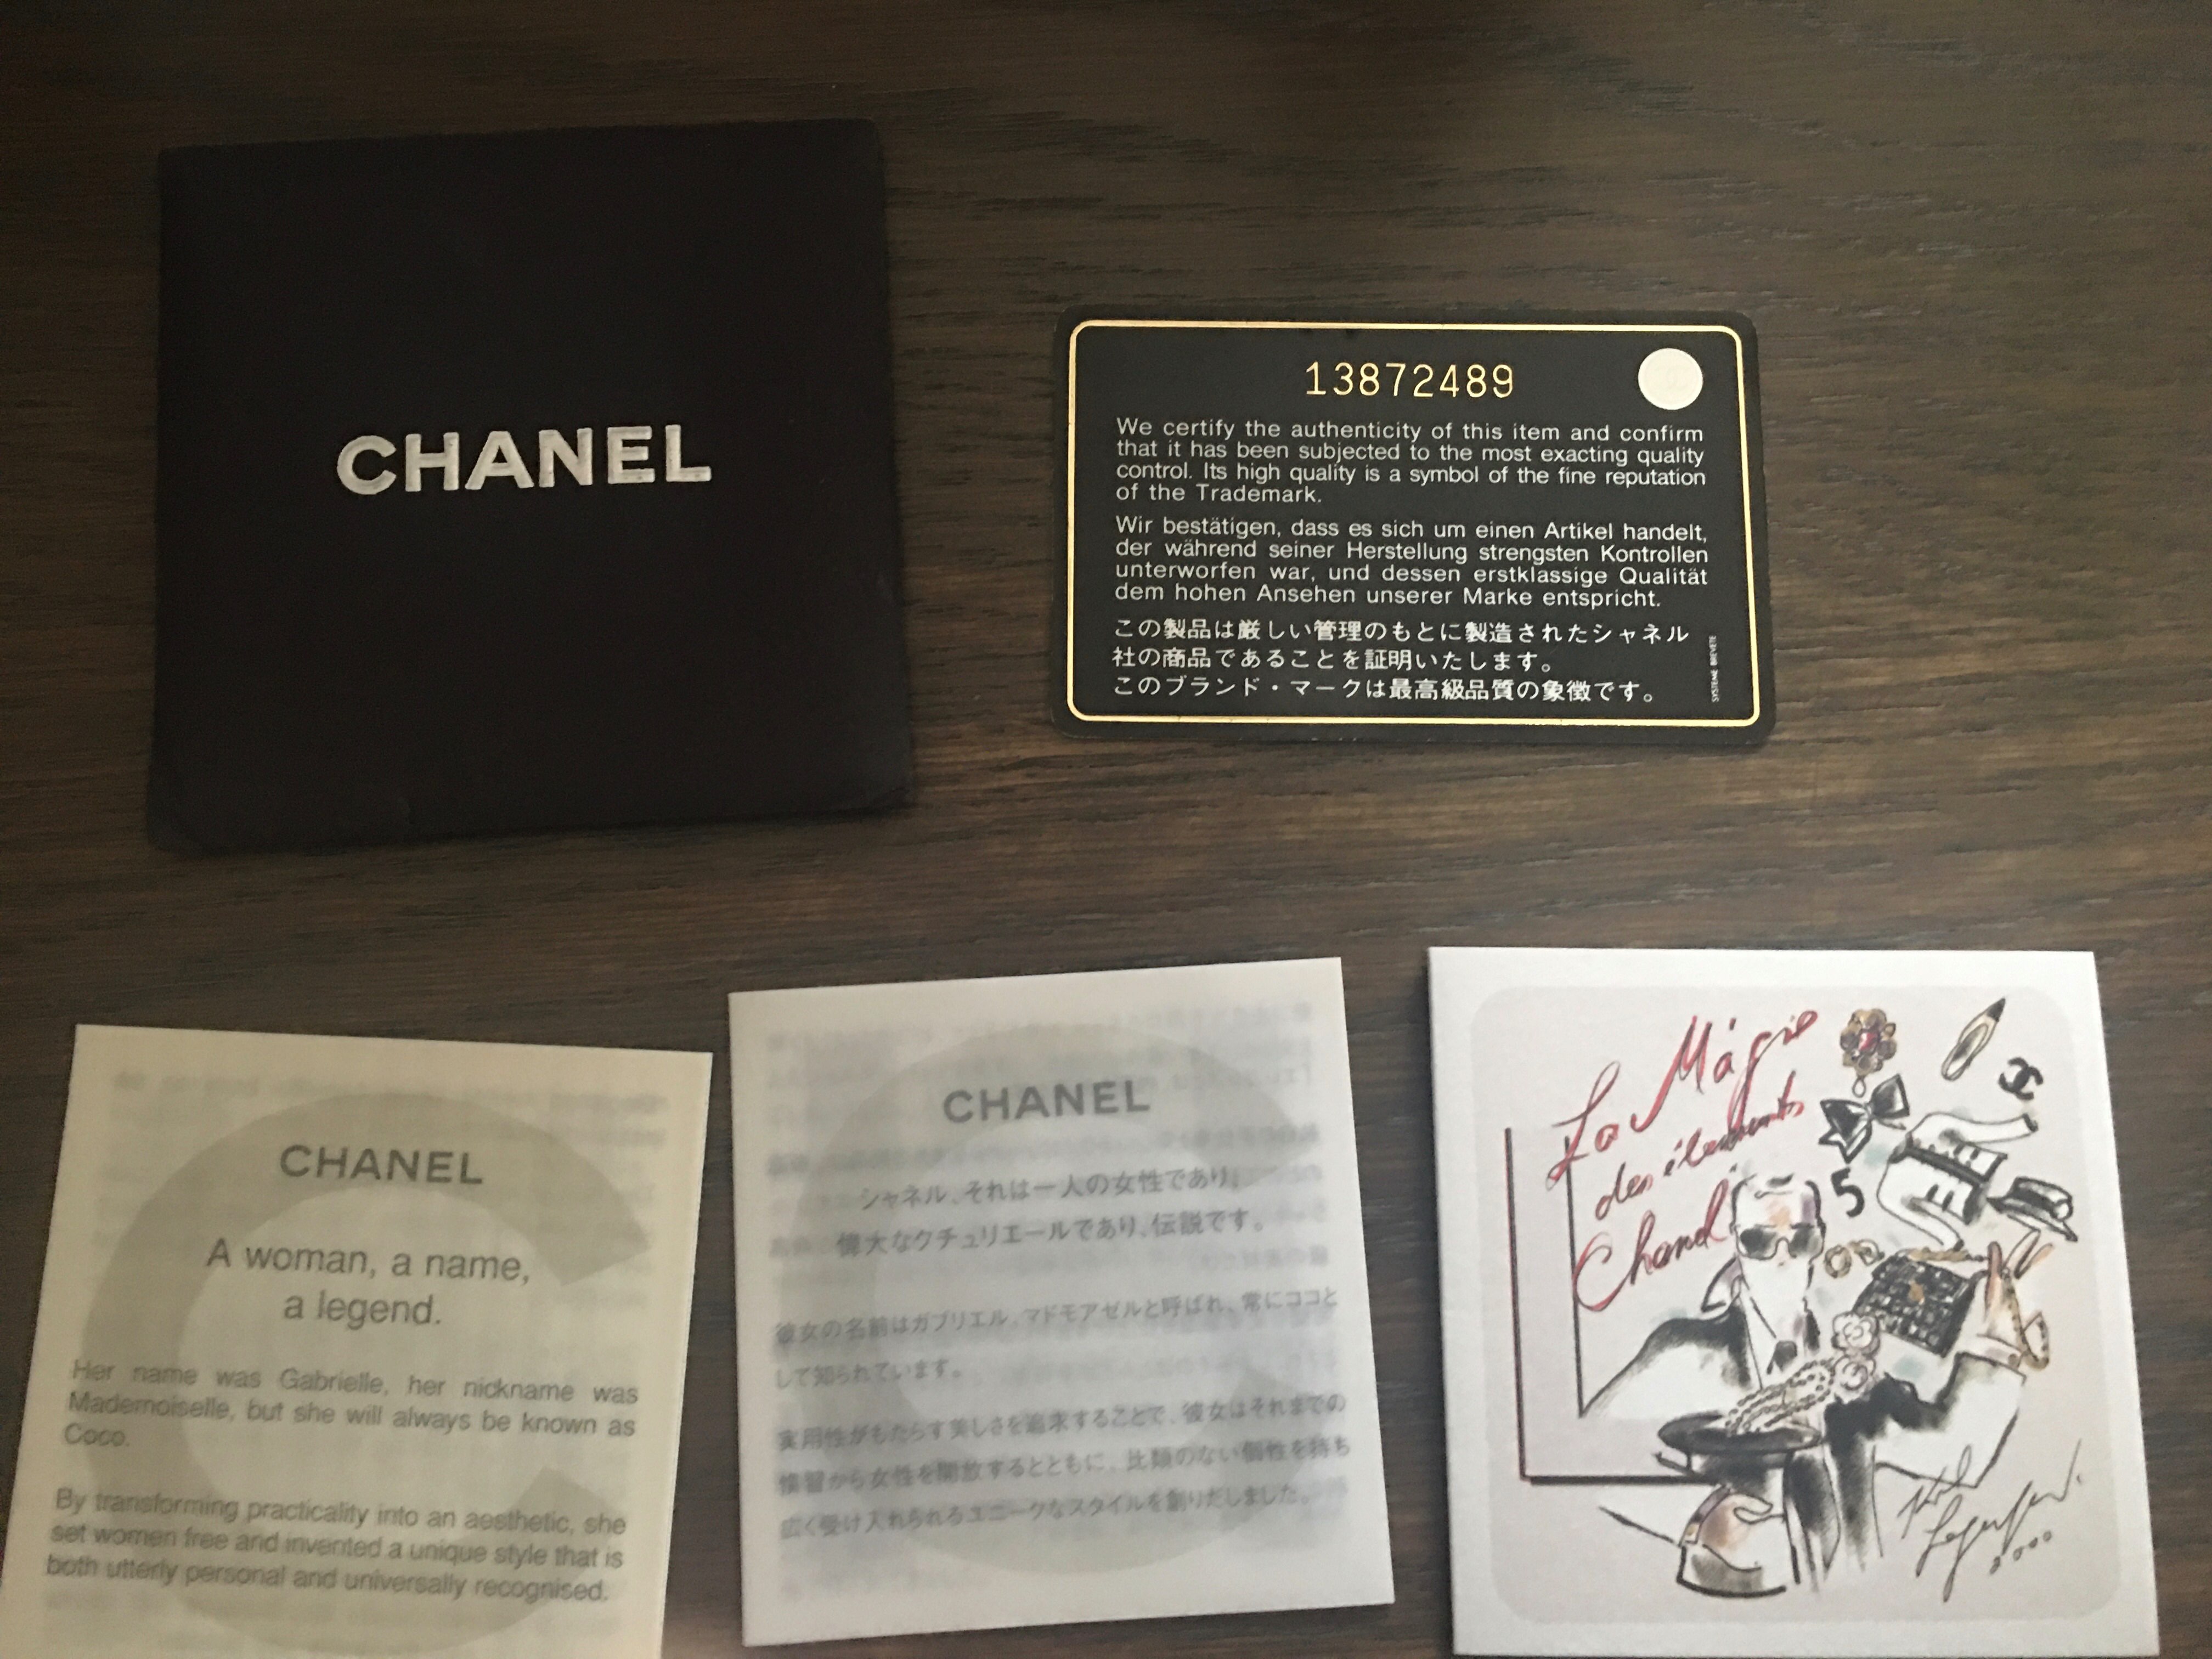 CHANEL
13872489
We certify the authenticity of this item and confirm
that it has been subjected to the most exacting quality
control. Its high quality is a symbol of the fine reputation
of the Trademark.
Wir bestätigen, dass es sich um einen Artikel handelt,
der während seiner Herstellung strengsten Kontrollen
unterworfen war, und dessen erstklassige Qualität
dem hohen Ansehen unserer Marke entspricht.
この製品は厳しい管理のもとに製造されたシャネル
社の商品であることを証明いたします。
このブランド・マークは最高級品質の象徴です。
SYSTEME BREVETE
CHANEL
A woman, a name,
a legend.
Her name was Gabrielle, her nickname was
Mademoiselle, but she will always be known as
Coco.
By transforming practicality into an aesthetic, she
set women free and invented a unique style that is
both utterly personal and universally recognised.
CHANEL
シャネル、それは一人の女性であり、
偉大なクチュリエールであり、伝説です。
彼女の名前はガブリエル、マドモアゼルと呼ばれ、常にココと
して知られています。
実用性がもたらす美しさを追求することで、彼女はそれまでの
慣習から女性を開放するとともに、比類のない個性を持ち
広く受け入れられるユニークなスタイルを創りだしました。
La Magie
des élements
Chanel
5
Karl
Lagerfeld
2000